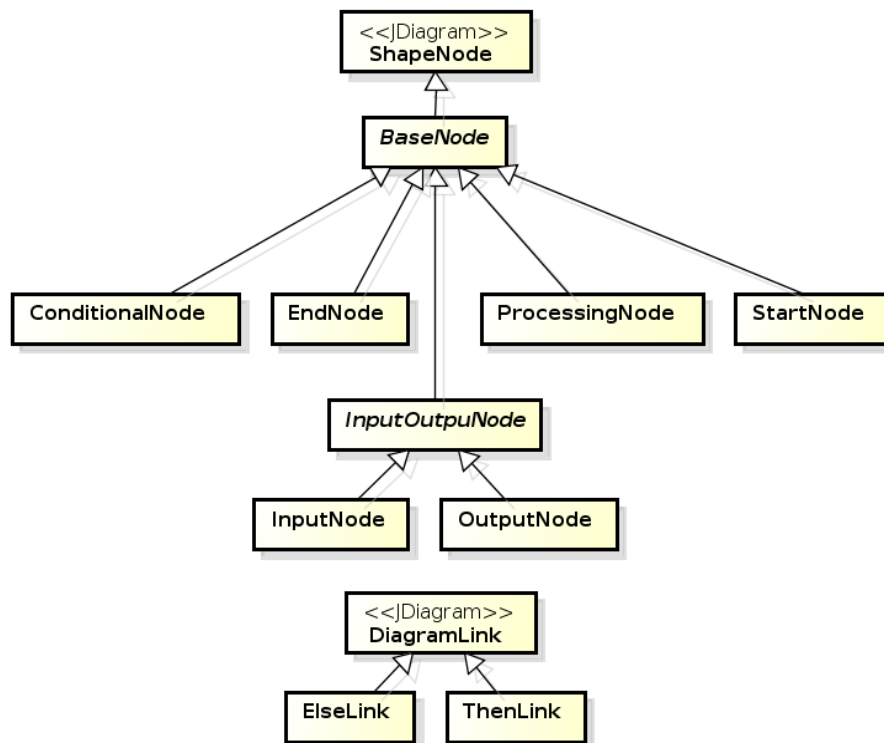 <<JDiagram>>
ShapeNode
BaseNode
ConditionalNode
EndNode
ProcessingNode
StartNode
InputOutpuNode
InputNode
OutputNode
<<JDiagram>>
DiagramLink
ElseLink
ThenLink